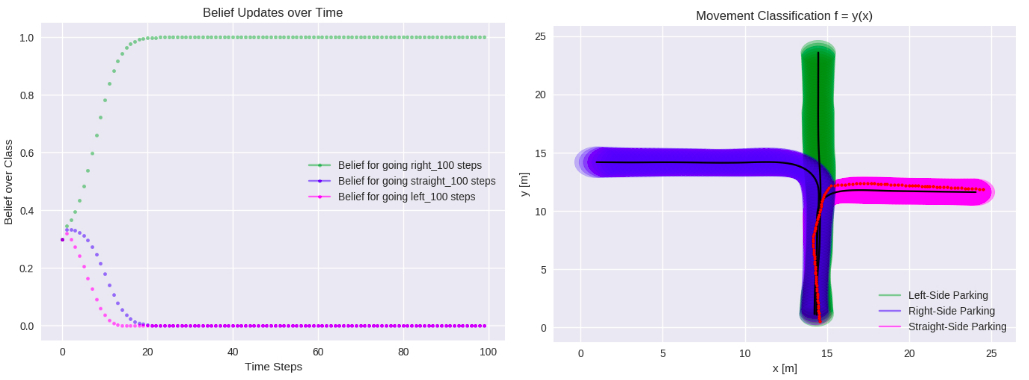 Belief Updates over Time
Belief over Class
1.0
0.8
0.6
0.4
0.2
0.0
Belief for going right_100 steps
Belief for going straight_100 steps
Belief for going left_100 steps
0 20 40 60 80 100
Time Steps
Movement Classification f = y(x)
y [m]
25
20
15
10
5
0
Left-Side Parking
Right-Side Parking
Straight-Side Parking
0 5 10 15 20 25
x [m]